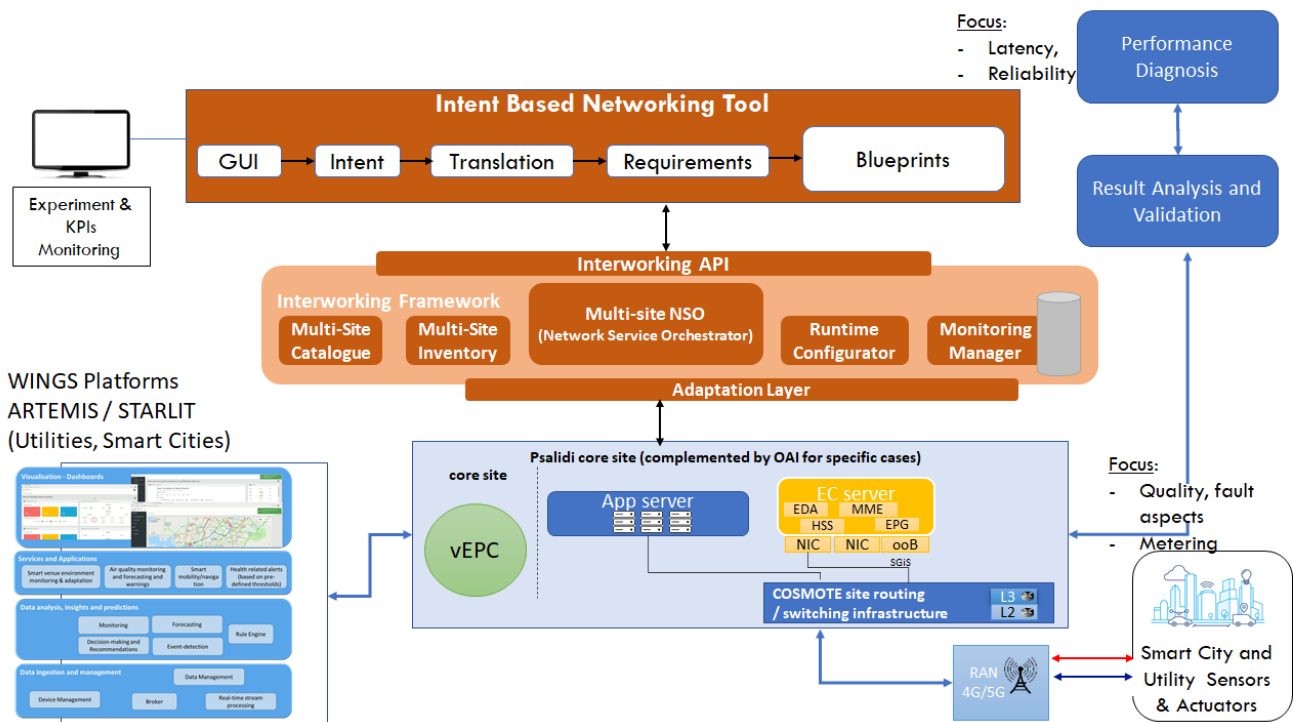 Focus:
- Latency,
- Reliability
Performance
Diagnosis
Intent Based Networking Tool
GUI
Intent
Translation
Requirements
Blueprints
Experiment &
KPIs
Monitoring
Result Analysis and
Validation
Interworking API
Interworking Framework
Multi-Site
Catalogue
Multi-Site
Inventory
Multi-site NSO
(Network Service Orchestrator)
Runtime
Configurator
Monitoring
Manager
Adaptation Layer
WINGS Platforms
ARTEMIS / STARLIT
(Utilities, Smart Cities)
Visualisation - Dashboards
Services and Applications
Smart venue environment
monitoring & adaptation
Air quality monitoring
and forecasting and
warnings
Smart
mobility/naviga
tion
Health related alerts
(based on pre-
defined thresholds)
Data analysis, insights and predictions
Monitoring
Forecasting
Rule Engine
Decision-making and
Recommendations
Event-detection
Data ingestion and management
Data Management
Device Management
Broker
Real-time stream
processing
core site
Psalidi core site (complemented by OAI for specific cases)
vEPC
App server
EC server
EDA
MME
HSS
EPG
NIC
NIC
ooB
SGiS
COSMOTE site routing
/ switching infrastructure
L3
L2
Focus:
- Quality, fault
aspects
- Metering
RAN
4G/5G
Smart City and
Utility Sensors
& Actuators